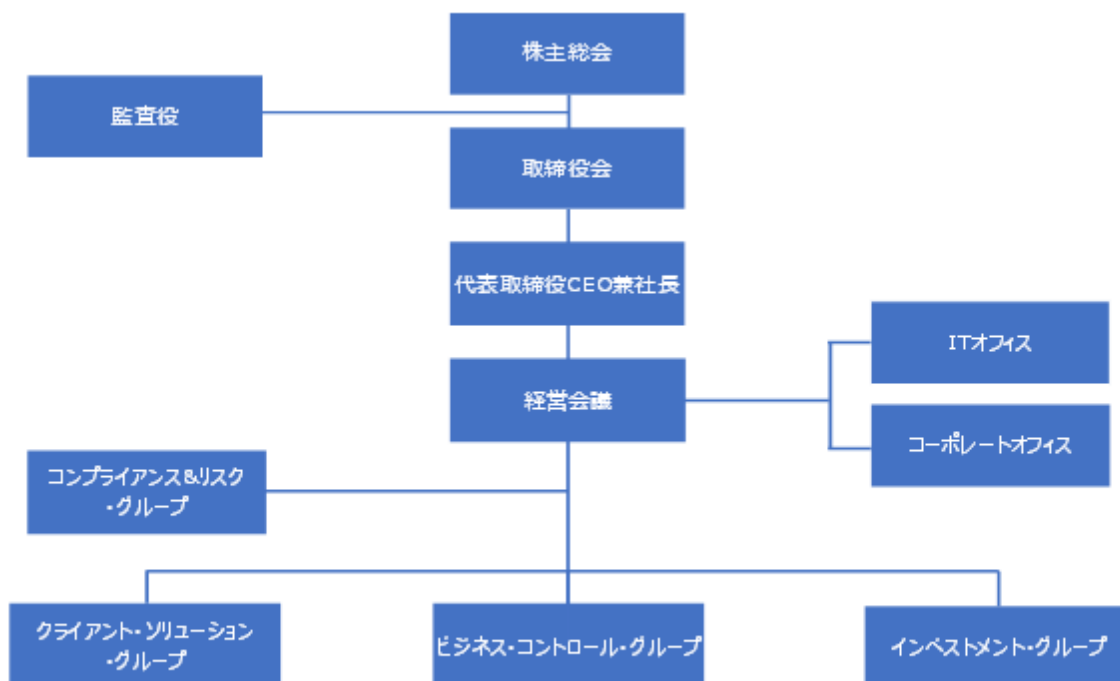 株主総会
監査役
取締役会
代表取締役CEO兼社長
ITオフィス
経営会議
コーポレートオフィス
コンプライアンス&リスク
・グループ
クライアント・ソリューション
・グループ
ビジネス・コントロール・グループ
インベストメント・グループ